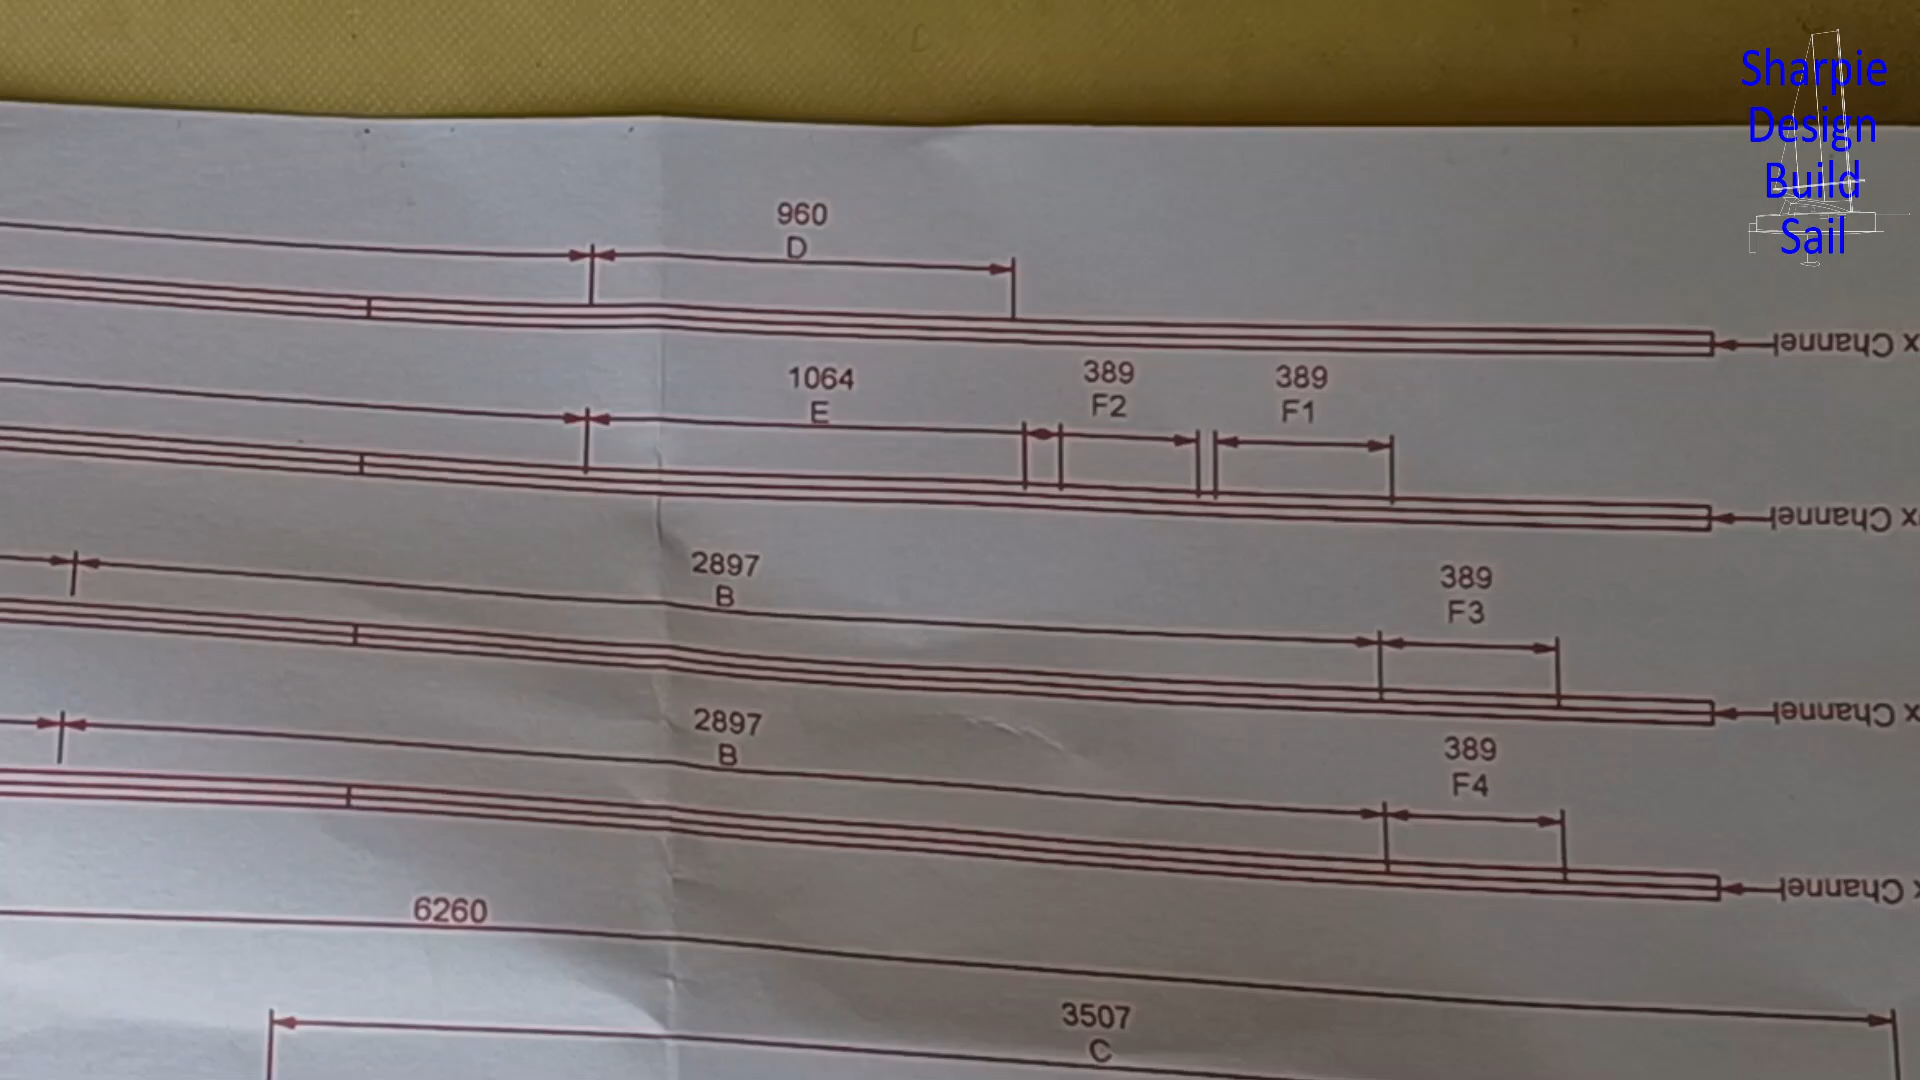 Sharpie
Design
Build
Sail
960
D
x Channel
1064
E
389
F2
389
F1
x Channel
2897
B
389
F3
x Channel
2897
B
389
F4
x Channel
6260
3507
C